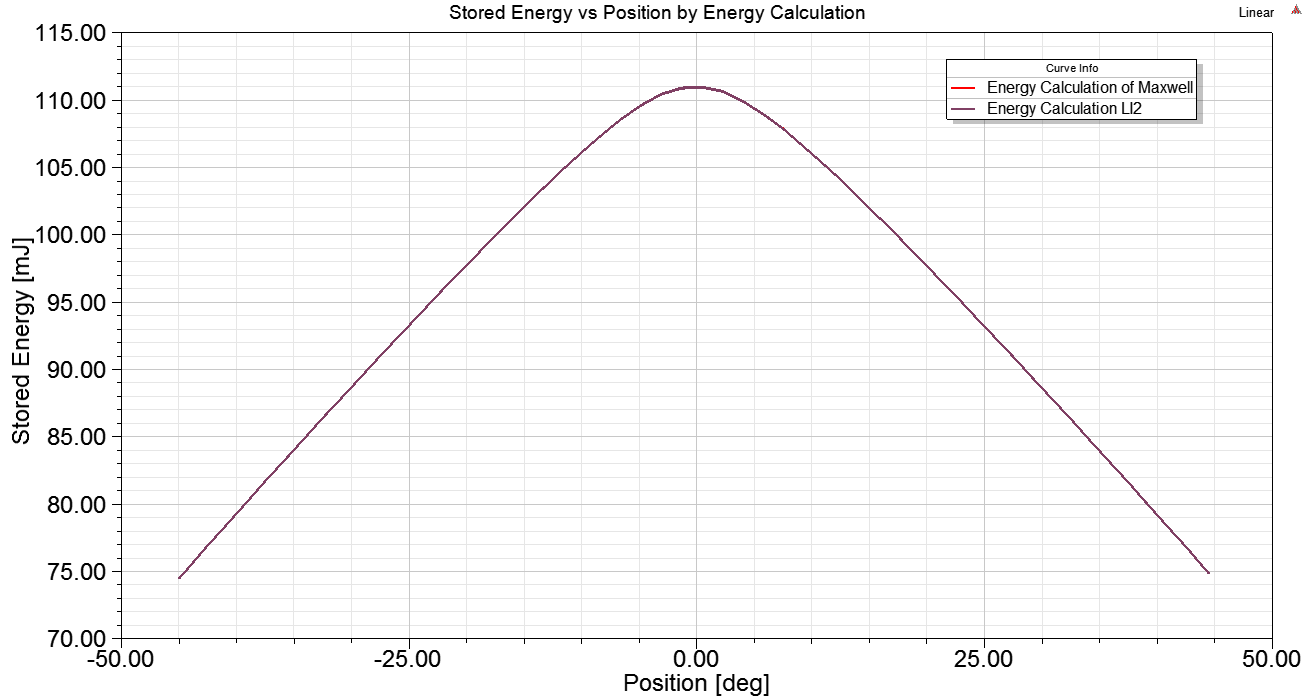 Stored Energy vs Position by Energy Calculation
Linear
Curve Info
Energy Calculation of Maxwell
Energy Calculation LI2
115.00
110.00
105.00
100.00
95.00
90.00
85.00
80.00
75.00
70.00
Stored Energy [mJ]
-50.00
-25.00
0.00
25.00
50.00
Position [deg]